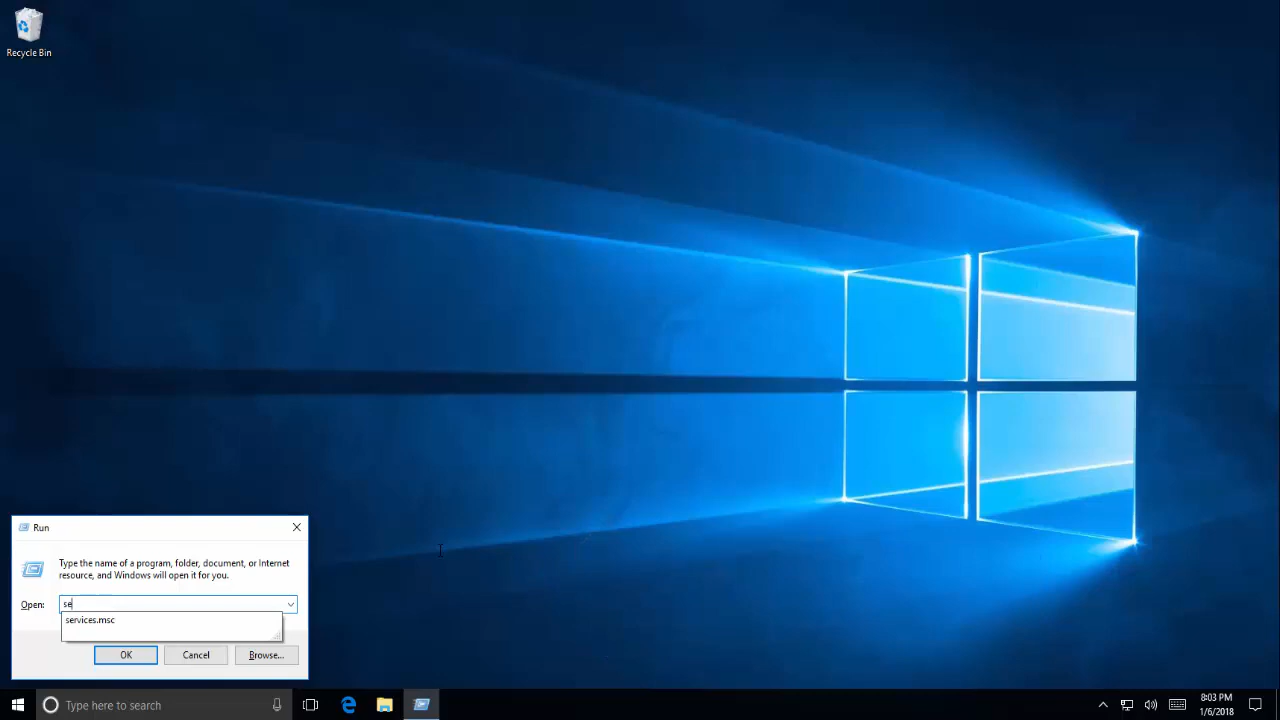 Recycle Bin
Run
Type the name of a program, folder, document, or Internet
resource, and Windows will open it for you.
Open:
se
services.msc
OK
Cancel
Browse...
Type here to search
8:03 PM
1/6/2018